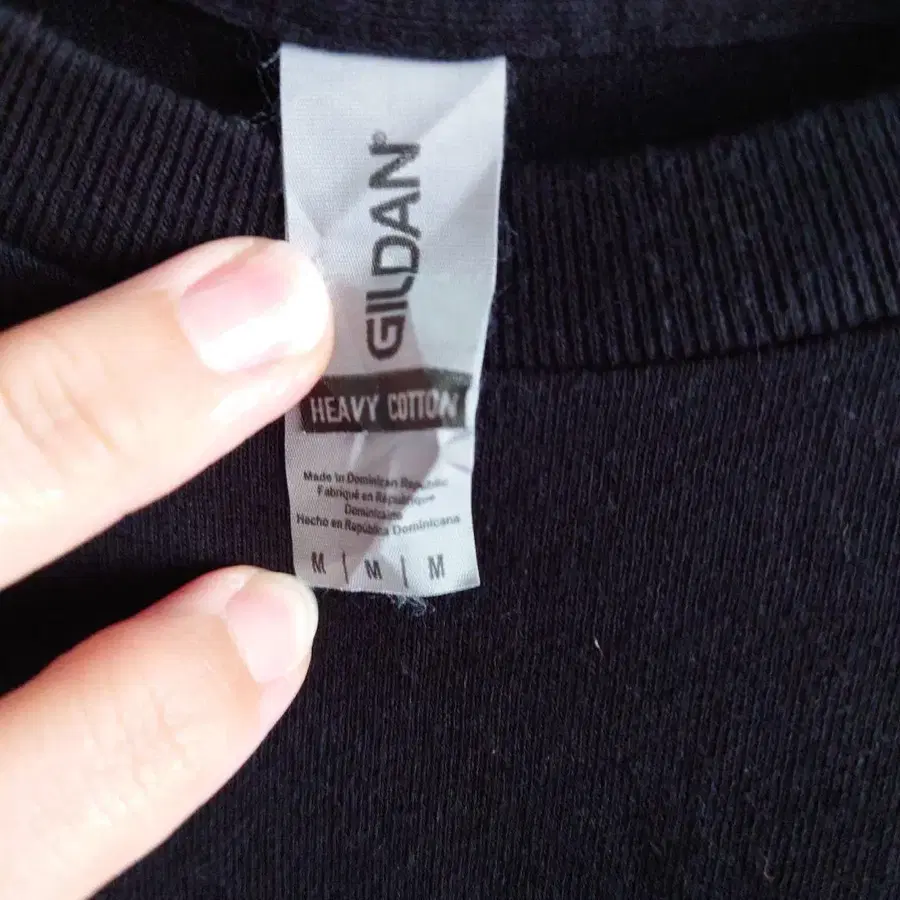 GILDAN®
HEAVY COTTON
Made in Dominican Republic
Fabriqué en République
Dominicaine
Hecho en República Dominicana
M | M | M